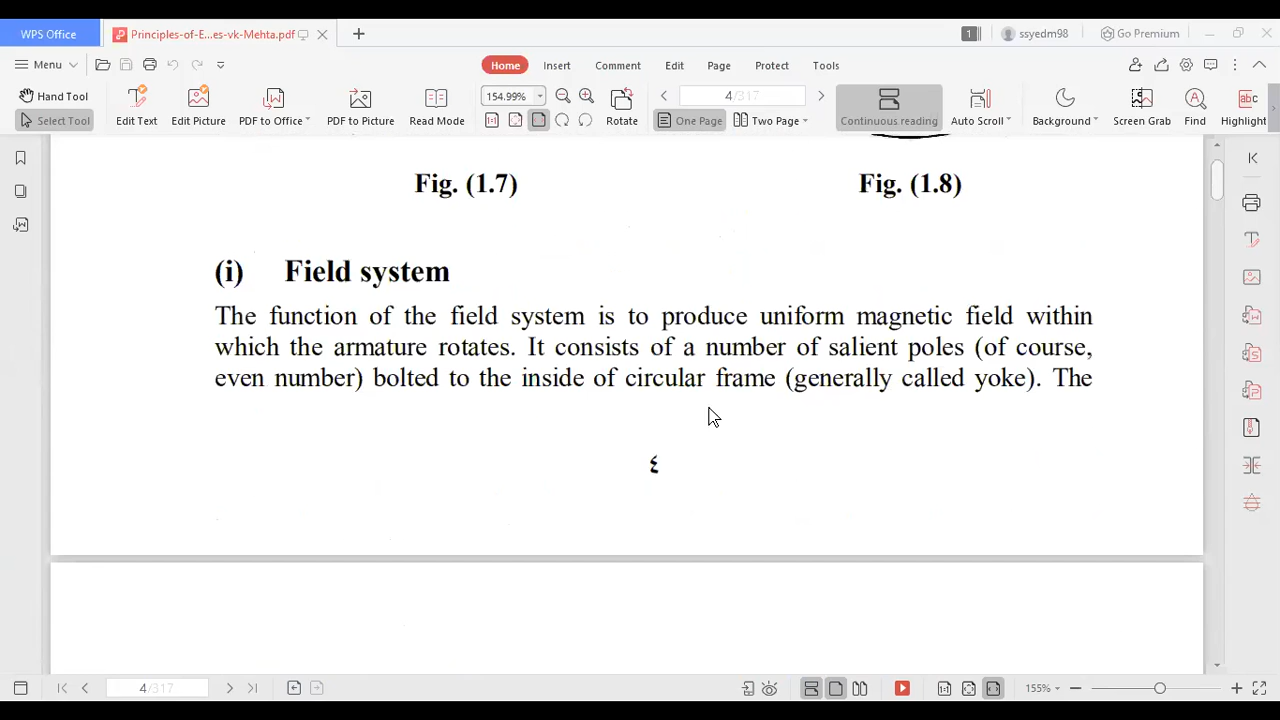 WPS Office
Principles-of-E...es-vk-Mehta.pdf
1
ssyedm98
Go Premium
Menu
Home Insert Comment Edit Page Protect Tools
Hand Tool
Select Tool
Edit Text
Edit Picture
PDF to Office
PDF to Picture
Read Mode
154.99%
Rotate
4/317
One Page
Two Page
Continuous reading
Auto Scroll
Background
Screen Grab
Find
Highlight
Fig. (1.7) Fig. (1.8)
(i) Field system
The function of the field system is to produce uniform magnetic field within
which the armature rotates. It consists of a number of salient poles (of course,
even number) bolted to the inside of circular frame (generally called yoke). The
٤
4/317
155%